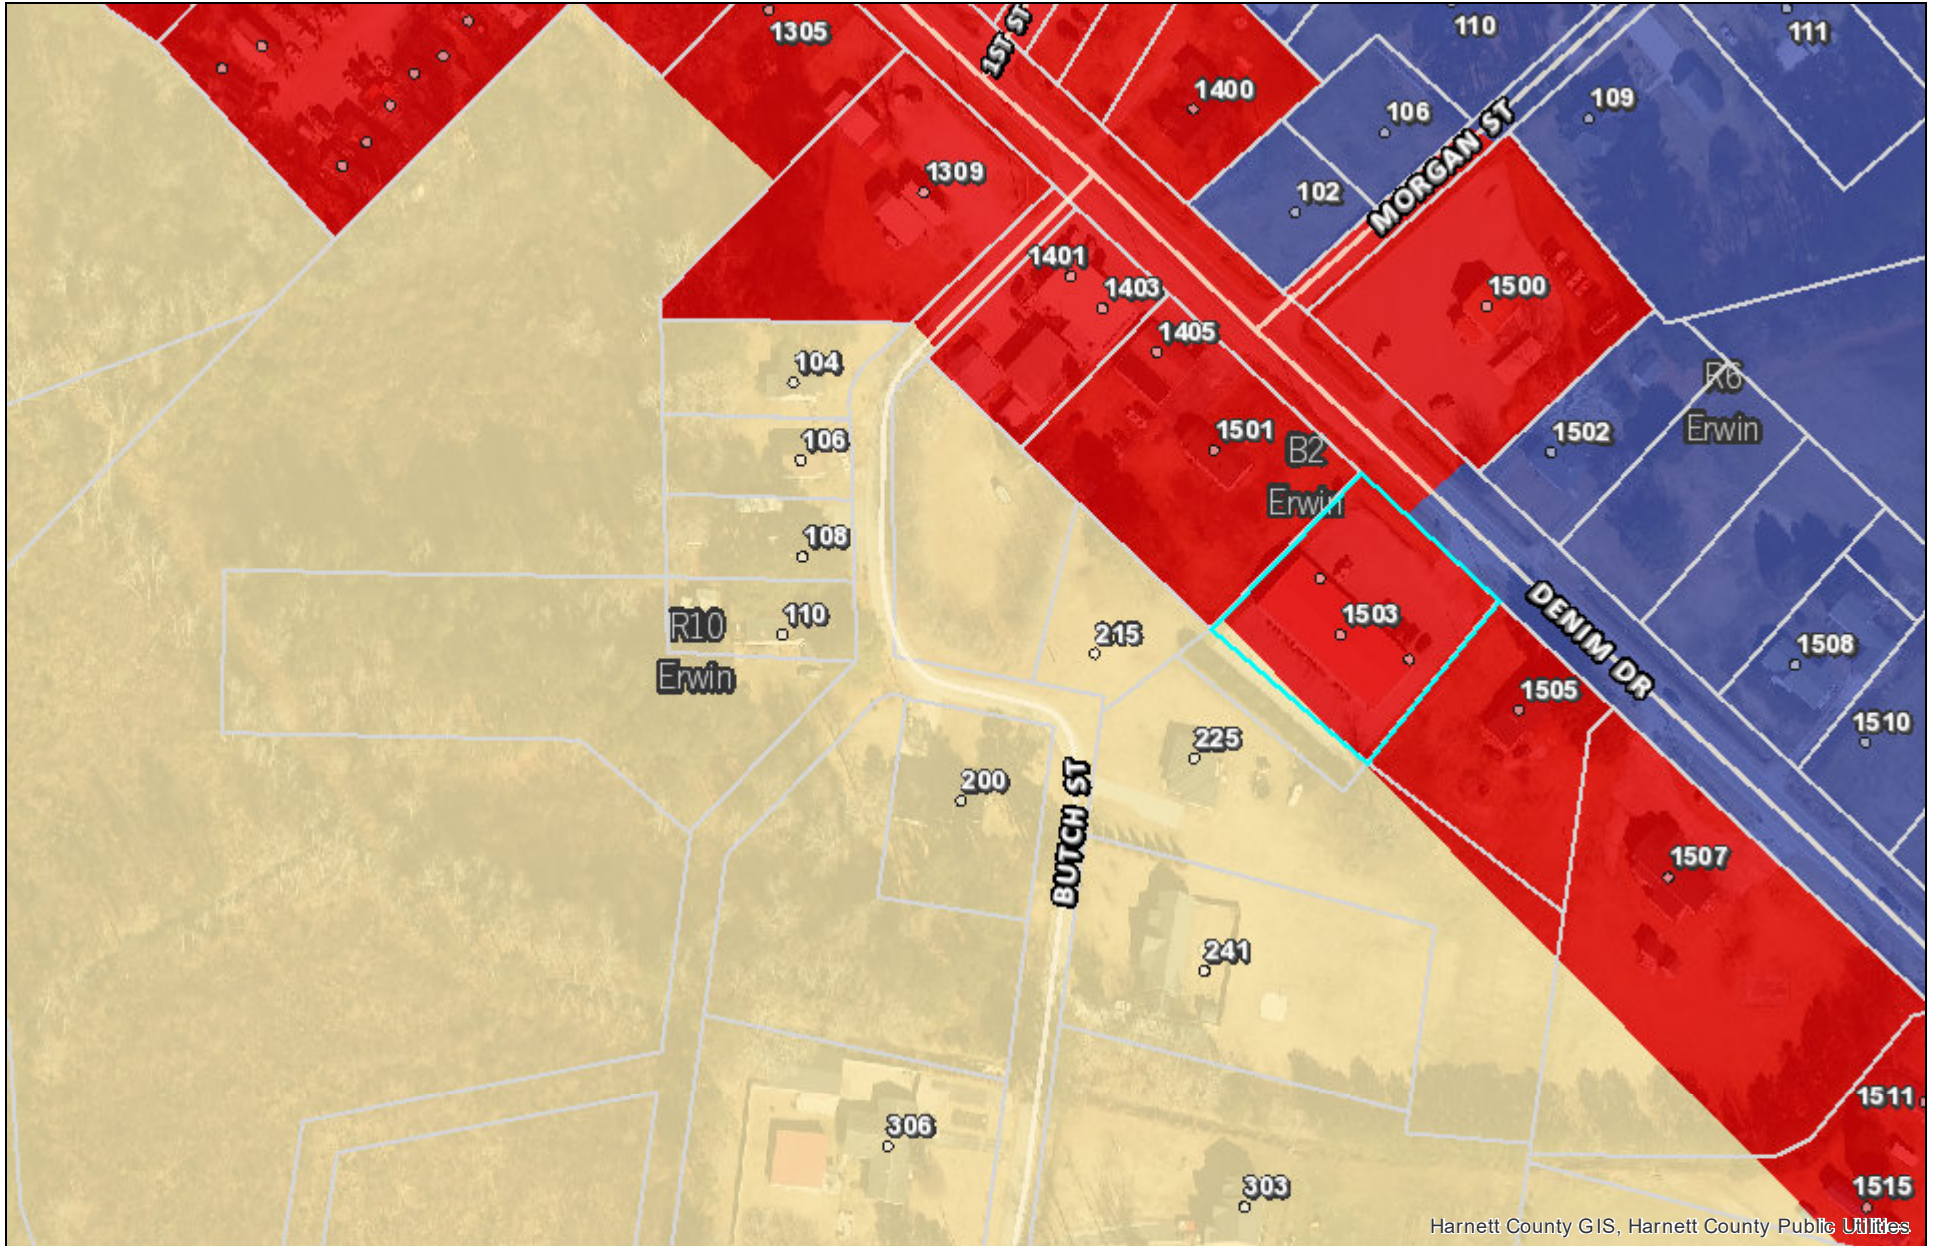 1305
1ST ST
110
111
1400
106
109
1309
102
MORGAN ST
1401
1403
1500
1405
104
R6
Erwin
106
1501
B2
Erwin
1502
108
110
R10
Erwin
215
1503
DENIM DR
1508
1505
1510
225
200
BUTCH ST
1507
241
1511
306
303
1515
Harnett County GIS, Harnett County Public Utilities